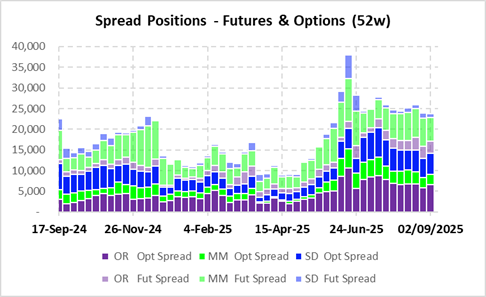 Spread Positions - Futures & Options (52w)
40,000
35,000
30,000
25,000
20,000
15,000
10,000
5,000
-
17-Sep-24 26-Nov-24 4-Feb-25 15-Apr-25 24-Jun-25 02/09/2025
OR Opt Spread MM Opt Spread SD Opt Spread
OR Fut Spread MM Fut Spread SD Fut Spread